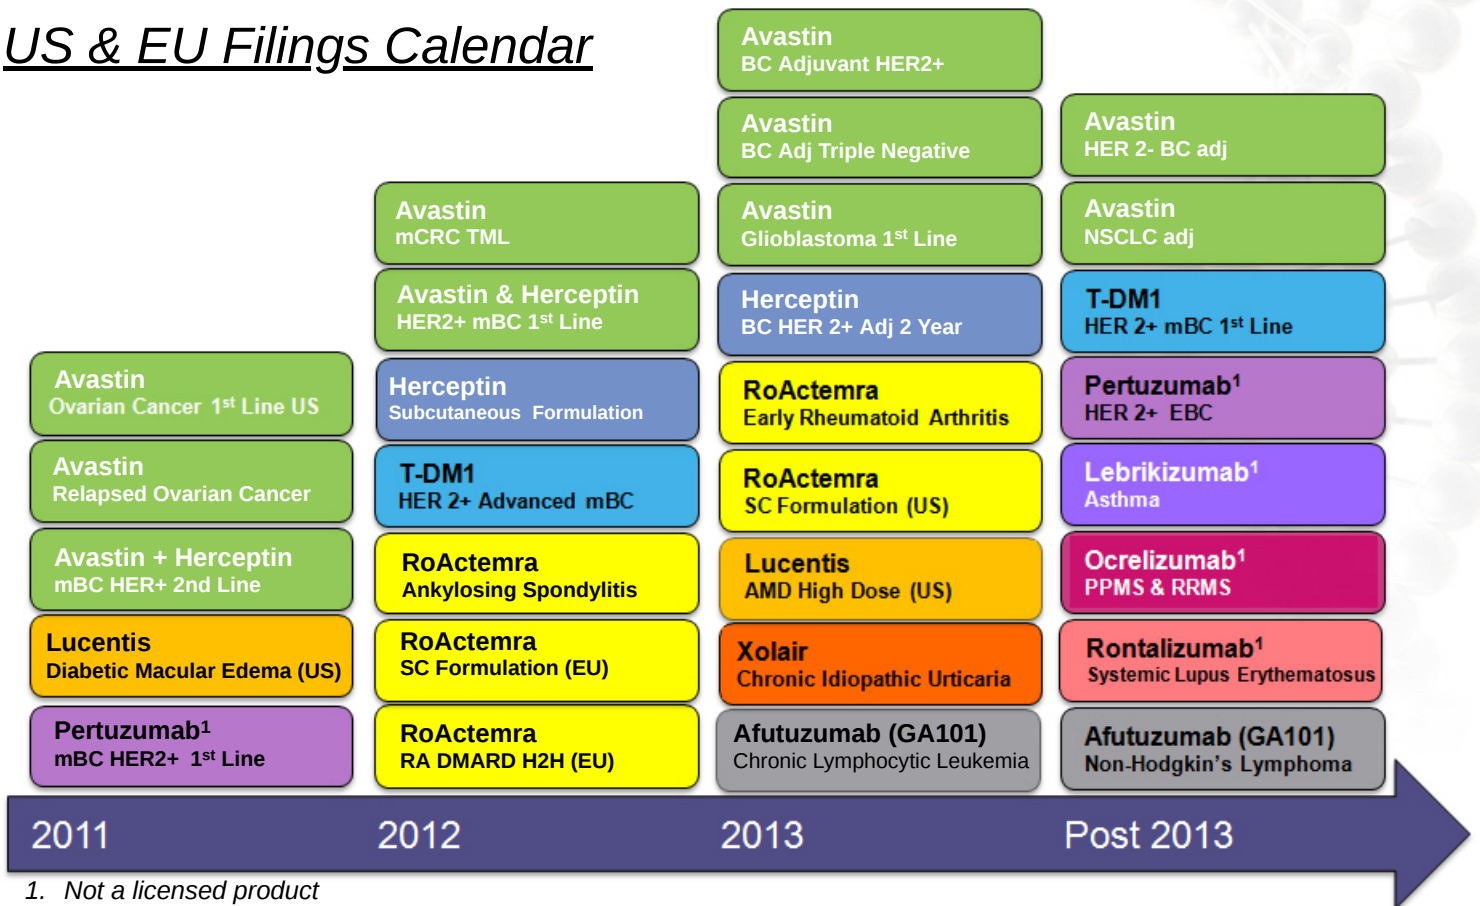 US & EU Filings Calendar
Avastin
Ovarian Cancer 1st Line US
Avastin
Relapsed Ovarian Cancer
Avastin + Herceptin
mBC HER+ 2nd Line
Lucentis
Diabetic Macular Edema (US)
Pertuzumab1
mBC HER2+ 1st Line
2011
Avastin
mCRC TML
Avastin & Herceptin
HER2+ mBC 1st Line
Herceptin
Subcutaneous Formulation
T-DM1
HER 2+ Advanced mBC
RoActemra
Ankylosing Spondylitis
RoActemra
SC Formulation (EU)
RoActemra
RA DMARD H2H (EU)
2012
Avastin
BC Adjuvant HER2+
Avastin
BC Adj Triple Negative
Avastin
Glioblastoma 1st Line
Herceptin
BC HER 2+ Adj 2 Year
RoActemra
Early Rheumatoid Arthritis
RoActemra
SC Formulation (US)
Lucentis
AMD High Dose (US)
Xolair
Chronic Idiopathic Urticaria
Afutuzumab (GA101)
Chronic Lymphocytic Leukemia
2013
Avastin
HER 2- BC adj
Avastin
NSCLC adj
T-DM1
HER 2+ mBC 1st Line
Pertuzumab1
HER 2+ EBC
Lebrikizumab1
Asthma
Ocrelizumab1
PPMS & RRMS
Rontalizumab1
Systemic Lupus Erythematosus
Afutuzumab (GA101)
Non-Hodgkin's Lymphoma
Post 2013
1. Not a licensed product